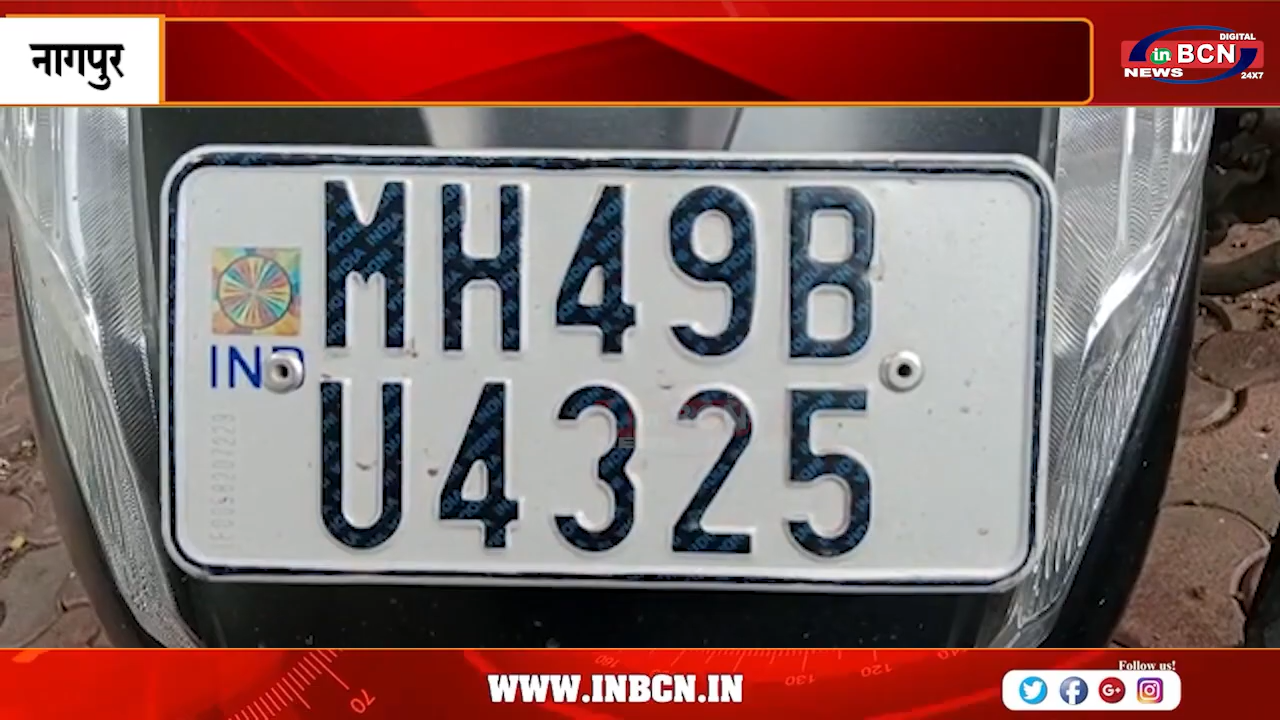 नागपुर
DIGITAL
in BCN
NEWS 24X7
MH49B
IND
U4325
WWW.INBCN.IN
Follow us!